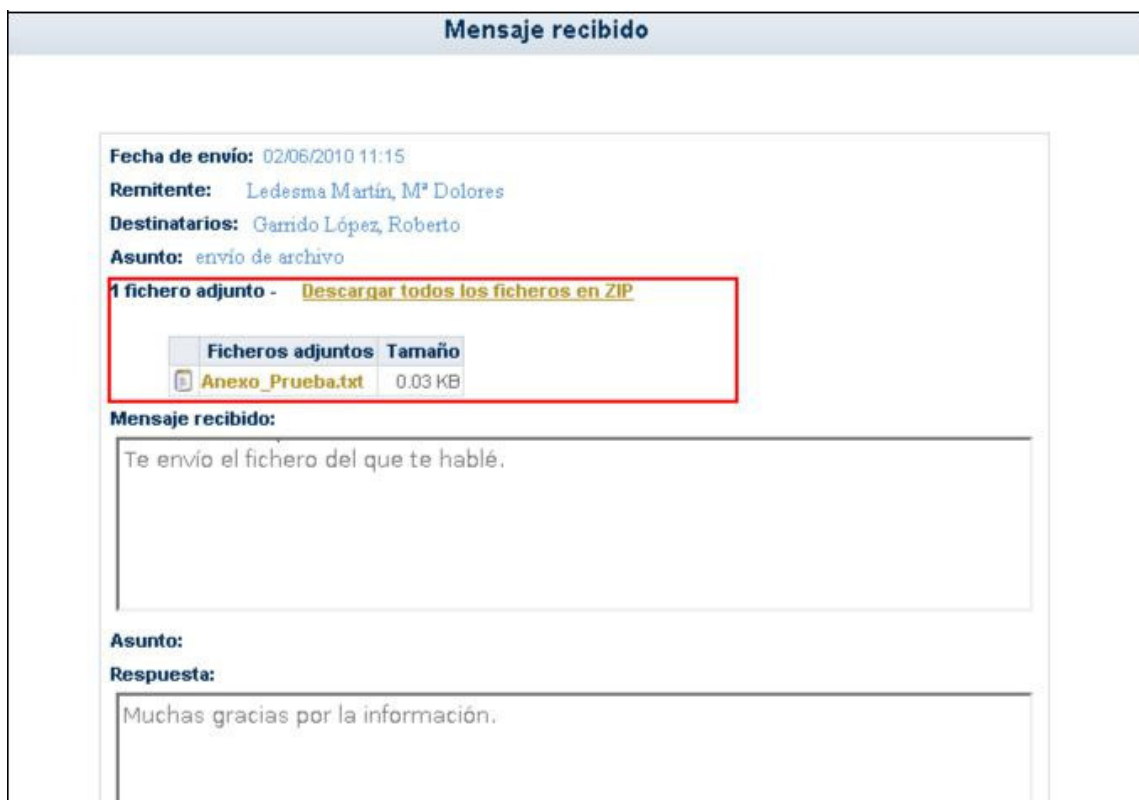 Mensaje recibido
Fecha de envío: 02/06/2010 11:15
Remitente: Ledesma Martín, Mª Dolores
Destinatarios: Garrido López, Roberto
Asunto: envío de archivo
1 fichero adjunto - Descargar todos los ficheros en ZIP
Ficheros adjuntos Tamaño
Anexo_Prueba.txt 0.03 KB
Mensaje recibido:
Te envío el fichero del que te hablé.
Asunto:
Respuesta:
Muchas gracias por la información.